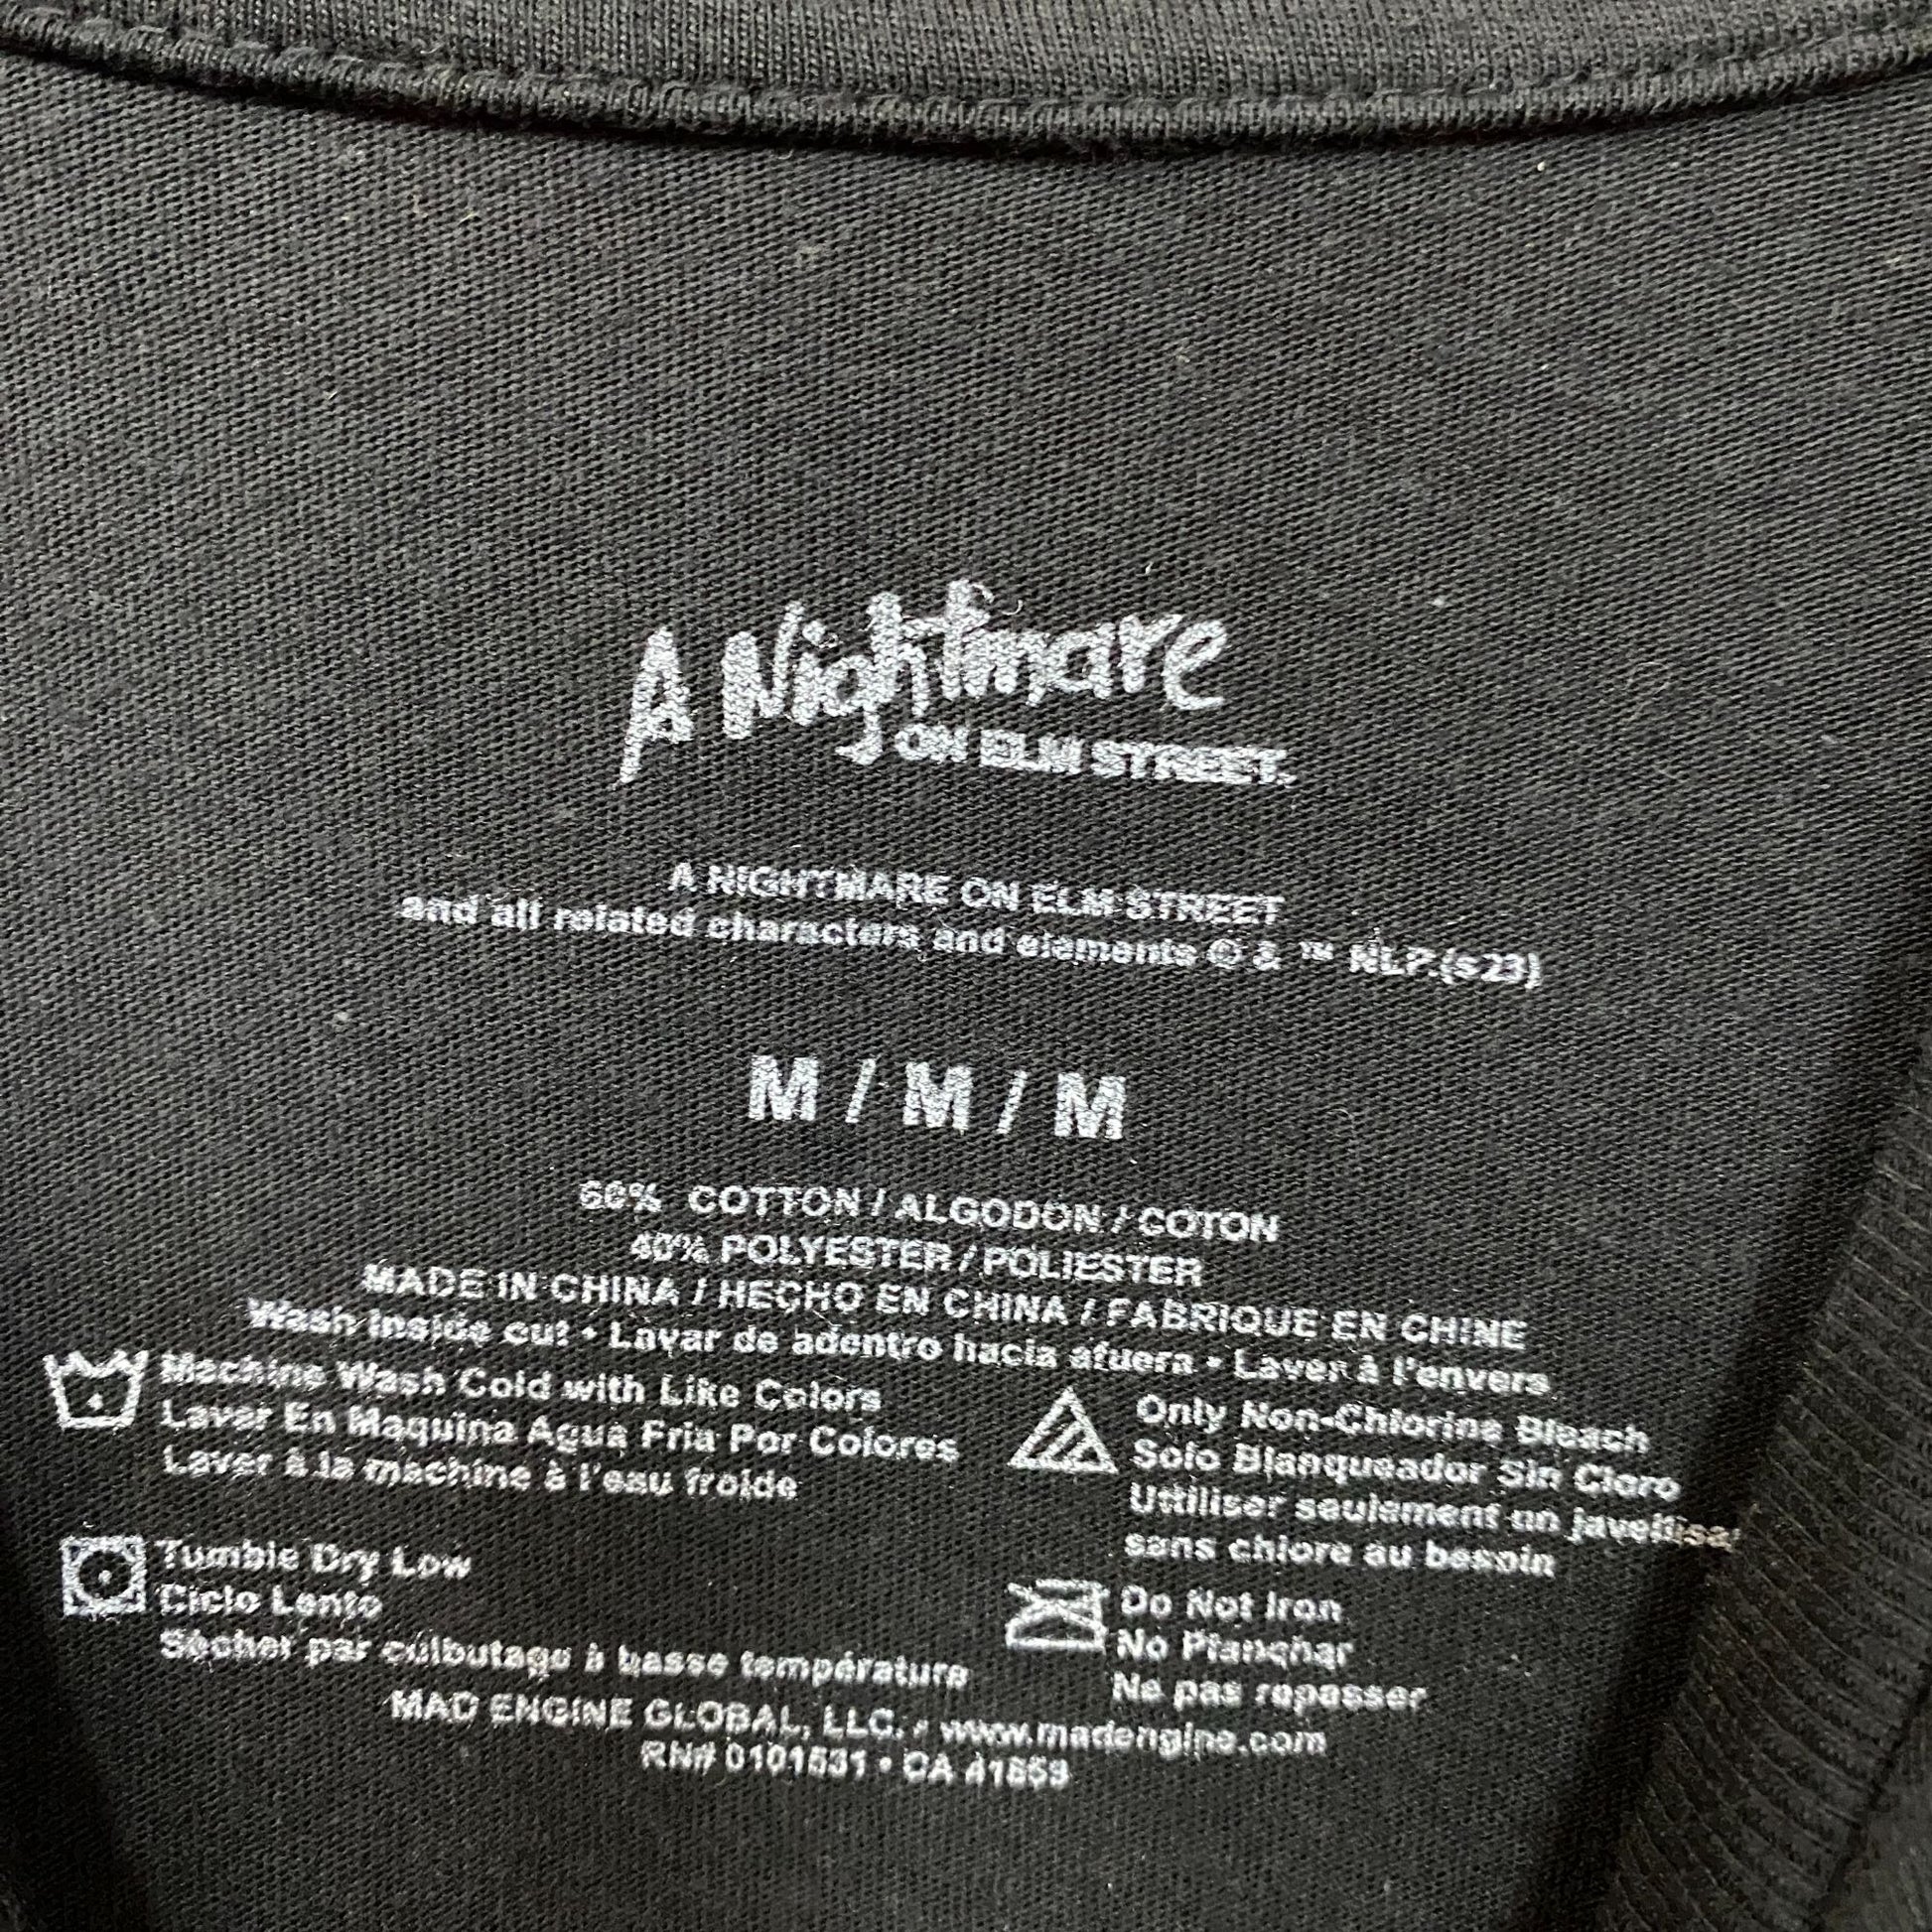 A Nightmare
ON ELM STREET™
A NIGHTMARE ON ELM STREET
and all related characters and elements © & ™ NLP.(s23)
M / M / M
60% COTTON / ALGODON / COTON
40% POLYESTER / POLIESTER
MADE IN CHINA / HECHO EN CHINA / FABRIQUE EN CHINE
Wash Inside out • Lavar de adentro hacia afuera • Laver à l'envers
Machine Wash Cold with Like Colors
Lavar En Maquina Agua Fria Por Colores
Laver à la machine à l'eau froide
Only Non-Chlorine Bleach
Solo Blanqueador Sin Cloro
Uttiliser seulement un javellisan
sans chlore au besoin
Tumble Dry Low
Ciclo Lento
Sécher par culbutage à basse température
Do Not Iron
No Planchar
Ne pas repasser
MAD ENGINE GLOBAL, LLC. • www.madengine.com
RN# 0101531 • CA 41659